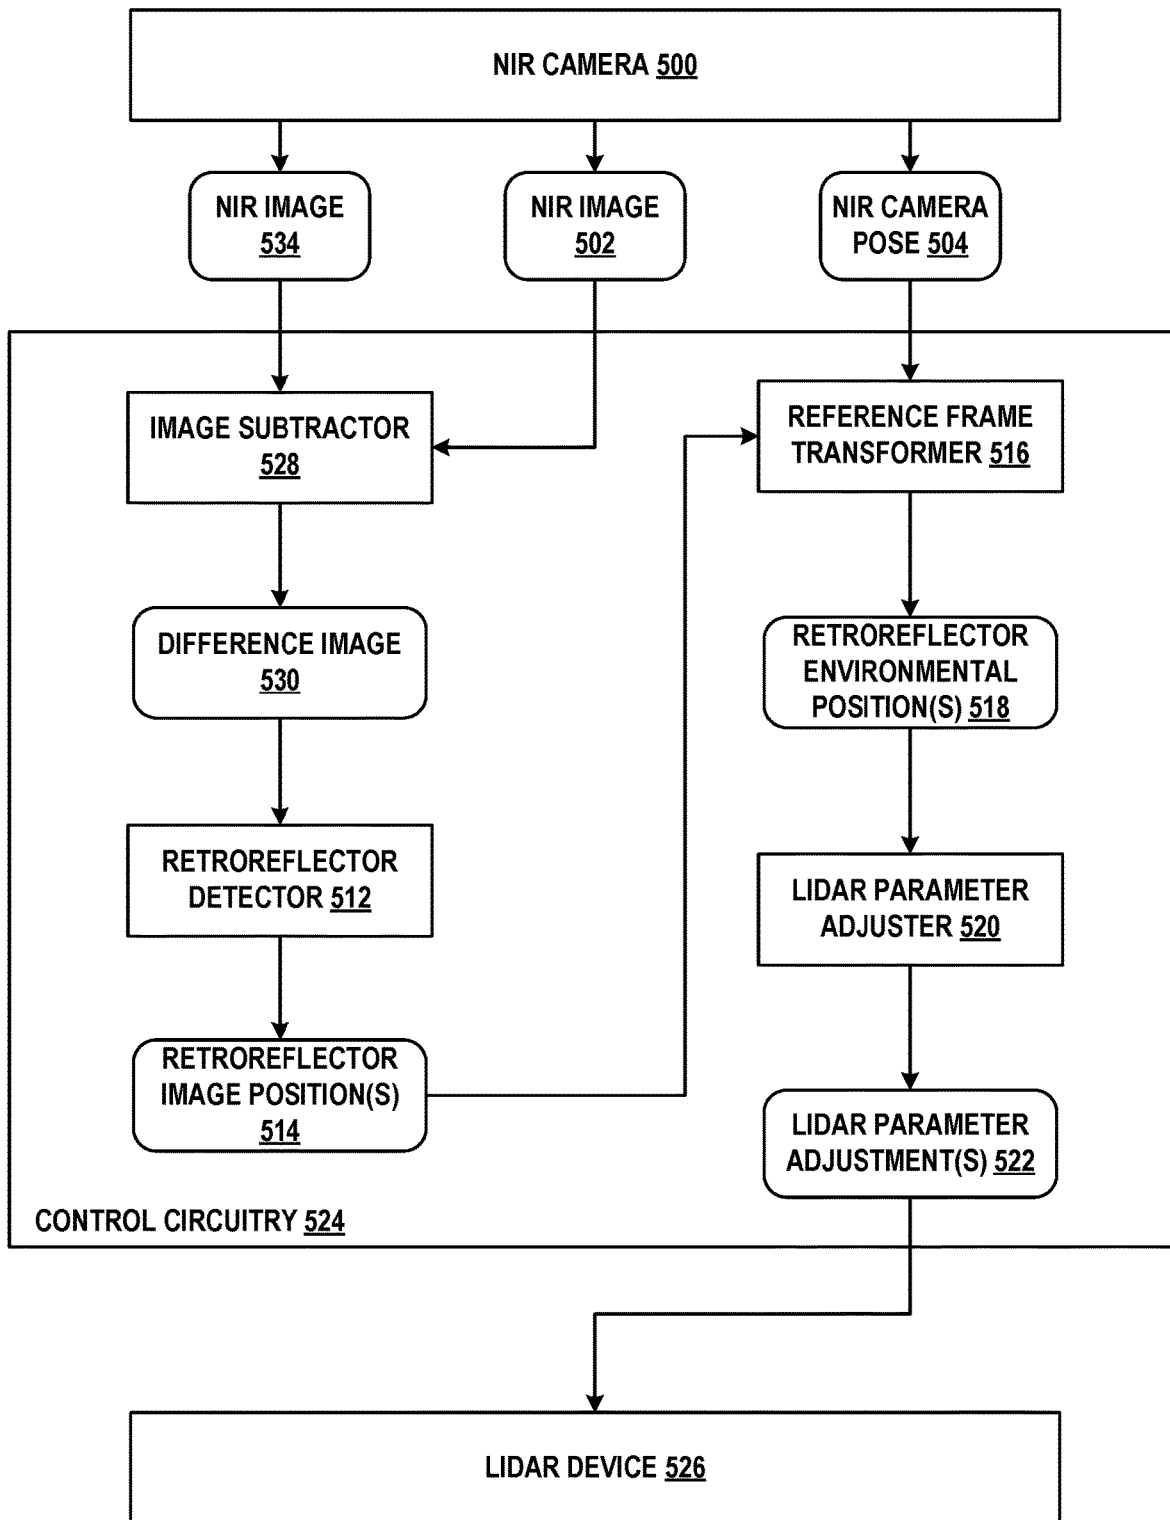 NIR CAMERA 500
NIR IMAGE
534
NIR IMAGE
502
NIR CAMERA
POSE 504
IMAGE SUBTRACTOR
528
REFERENCE FRAME
TRANSFORMER 516
DIFFERENCE IMAGE
530
RETROREFLECTOR
ENVIRONMENTAL
POSITION(S) 518
RETROREFLECTOR
DETECTOR 512
LIDAR PARAMETER
ADJUSTER 520
RETROREFLECTOR
IMAGE POSITION(S)
514
LIDAR PARAMETER
ADJUSTMENT(S) 522
CONTROL CIRCUITRY 524
LIDAR DEVICE 526